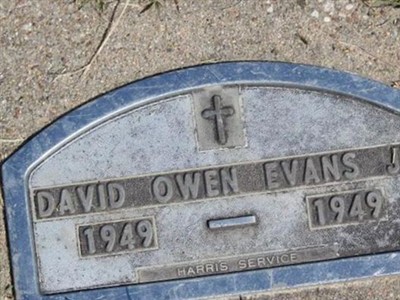 DAVID OWEN EVANS J
1949 1949
HARRIS SERVICE